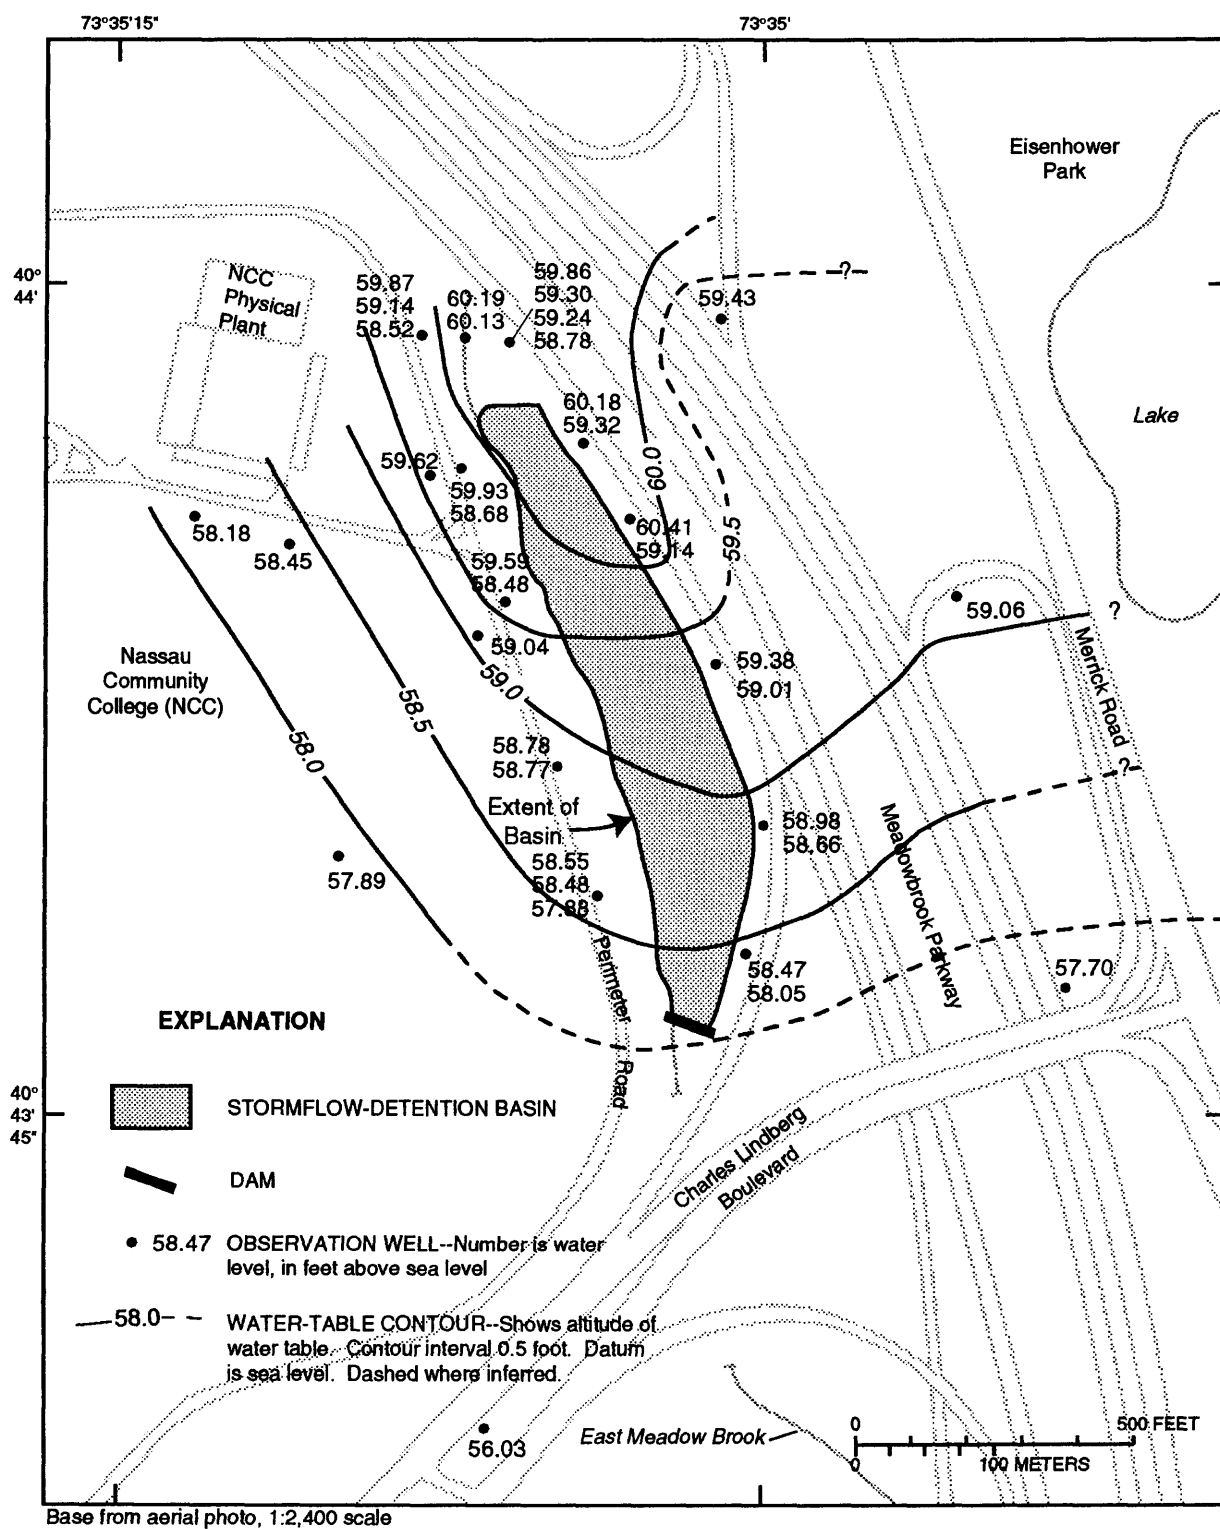 73°35'15"
73°35'
Eisenhower
Park
40°
44'
NCC
Physical
Plant
59.87
59.14
58.52
60.19
60.13
59.86
59.30
59.24
58.78
59.43
?
Lake
60.18
59.32
60.0
59.62
59.93
58.68
60.41
59.14
59.5
58.18
58.45
59.59
58.48
59.06
?
59.04
59.0
59.38
59.01
Nassau
Community
College (NCC)
58.5
58.0
Merrick Road
58.78
58.77
?
Extent of
Basin
58.98
58.66
Meadowbrook Parkway
57.89
58.55
58.48
57.88
Perimeter
Road
58.47
58.05
57.70
EXPLANATION
40°
43'
45"
STORMFLOW-DETENTION BASIN
DAM
Charles Lindberg
Boulevard
58.47 OBSERVATION WELL--Number is water
level, in feet above sea level
58.0 WATER-TABLE CONTOUR--Shows altitude of
water table. Contour interval 0.5 foot. Datum
is sea level. Dashed where inferred.
56.03
East Meadow Brook
0 500 FEET
0 100 METERS
Base from aerial photo, 1:2,400 scale